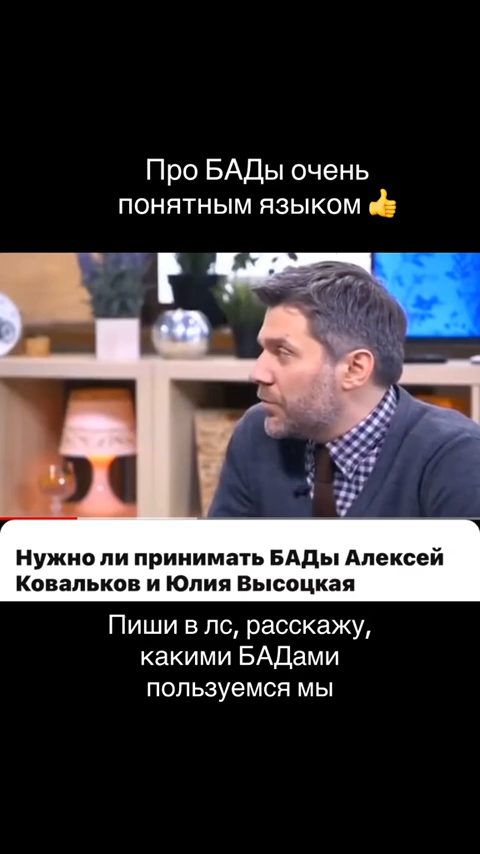 Про БАДы очень
понятным языком 👍
Нужно ли принимать БАДы Алексей
Ковальков и Юлия Высоцкая
Пиши в лс, расскажу,
какими БАДами
пользуемся мы